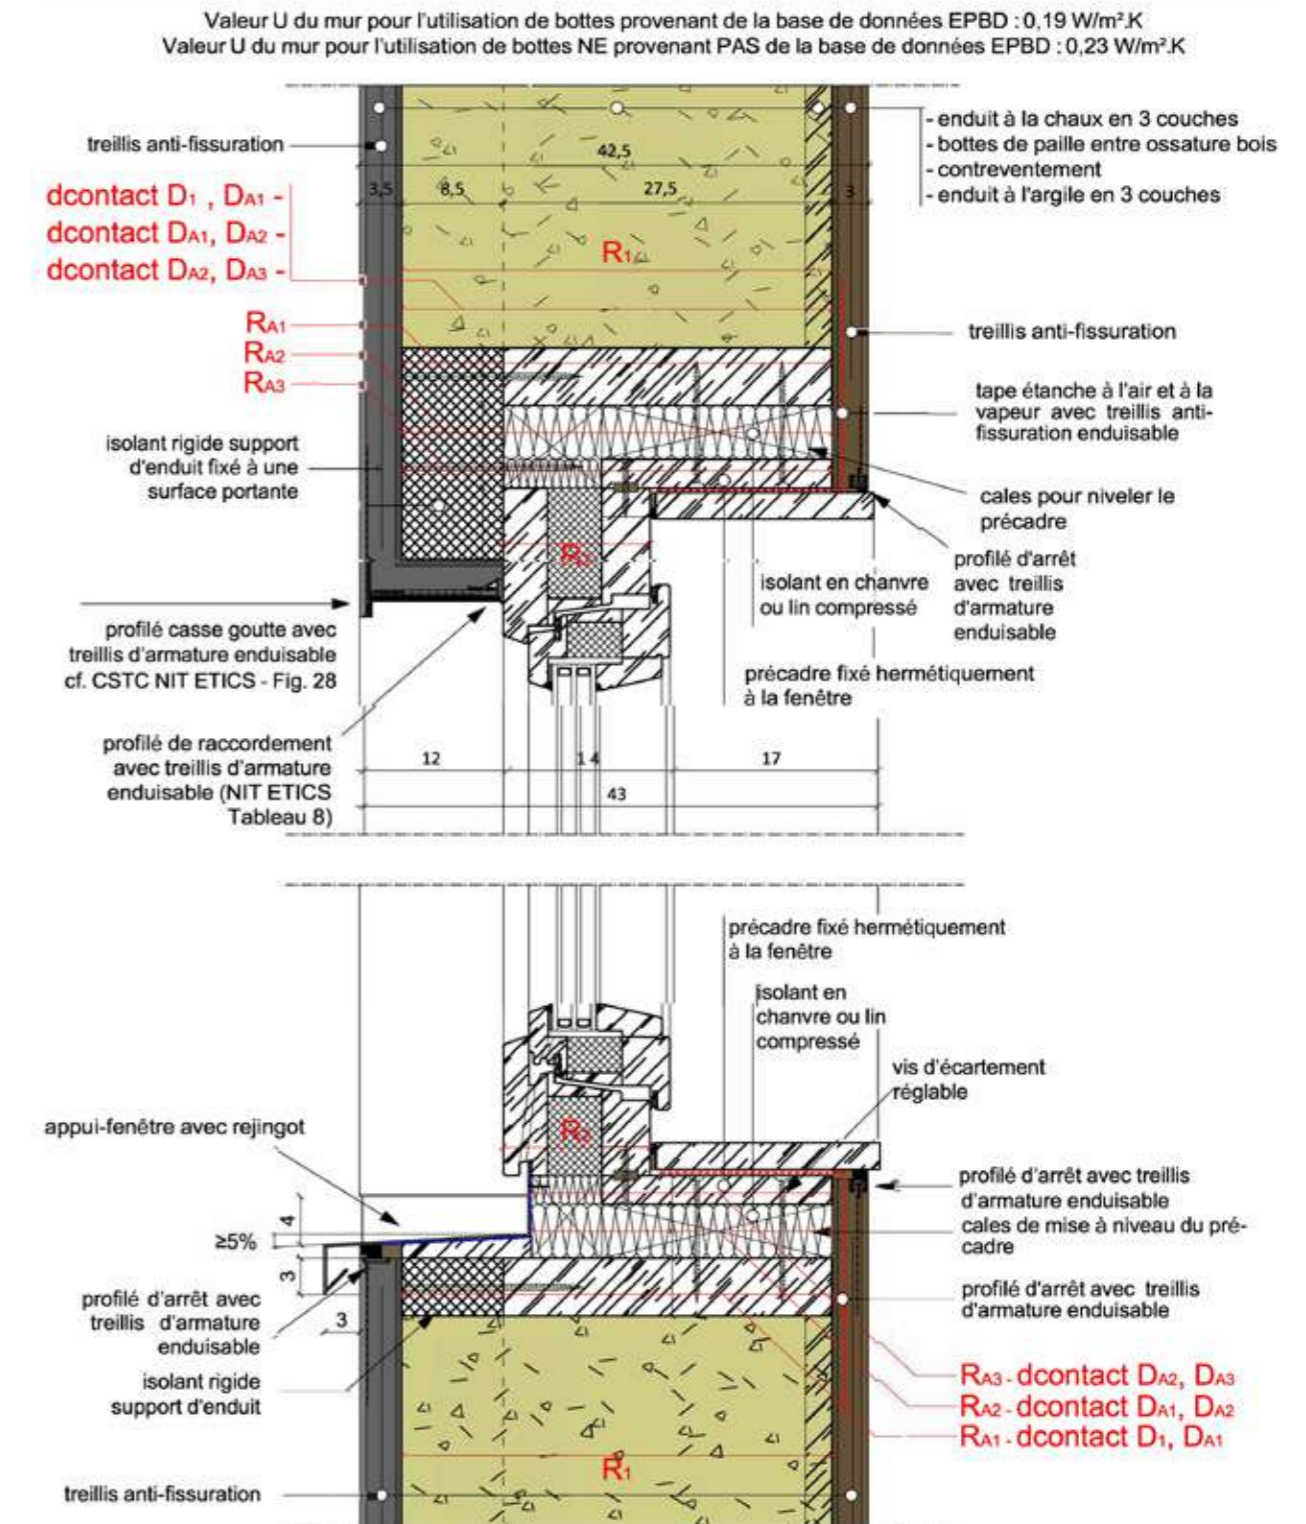 Valeur U du mur pour l'utilisation de bottes provenant de la base de données EPBD : 0,19 W/m².K
Valeur U du mur pour l'utilisation de bottes NE provenant PAS de la base de données EPBD : 0,23 W/m².K
treillis anti-fissuration
dcontact D1 , DA1 -
dcontact DA1, DA2 -
dcontact DA2, DA3 -
RA1
RA2
RA3
isolant rigide support
d'enduit fixé à une
surface portante
profilé casse goutte avec
treillis d'armature enduisable
cf. CSTC NIT ETICS - Fig. 28
profilé de raccordement
avec treillis d'armature
enduisable (NIT ETICS
Tableau 8)
42,5
3,5
8,5
27,5
3
R1
R2
- enduit à la chaux en 3 couches
- bottes de paille entre ossature bois
- contreventement
- enduit à l'argile en 3 couches
treillis anti-fissuration
tape étanche à l'air et à la
vapeur avec treillis anti-
fissuration enduisable
cales pour niveler le
précadre
profilé d'arrêt
avec treillis
d'armature
enduisable
isolant en chanvre
ou lin compressé
précadre fixé hermétiquement
à la fenêtre
12
14
17
43
précadre fixé hermétiquement
à la fenêtre
isolant en
chanvre ou lin
compressé
vis d'écartement
réglable
appui-fenêtre avec rejingot
R2
4
≥5%
3
3
profilé d'arrêt avec
treillis d'armature
enduisable
isolant rigide
support d'enduit
treillis anti-fissuration
profilé d'arrêt avec treillis
d'armature enduisable
cales de mise à niveau du pré-
cadre
profilé d'arrêt avec treillis
d'armature enduisable
RA3 - dcontact DA2, DA3
RA2 - dcontact DA1, DA2
RA1 - dcontact D1, DA1
R1